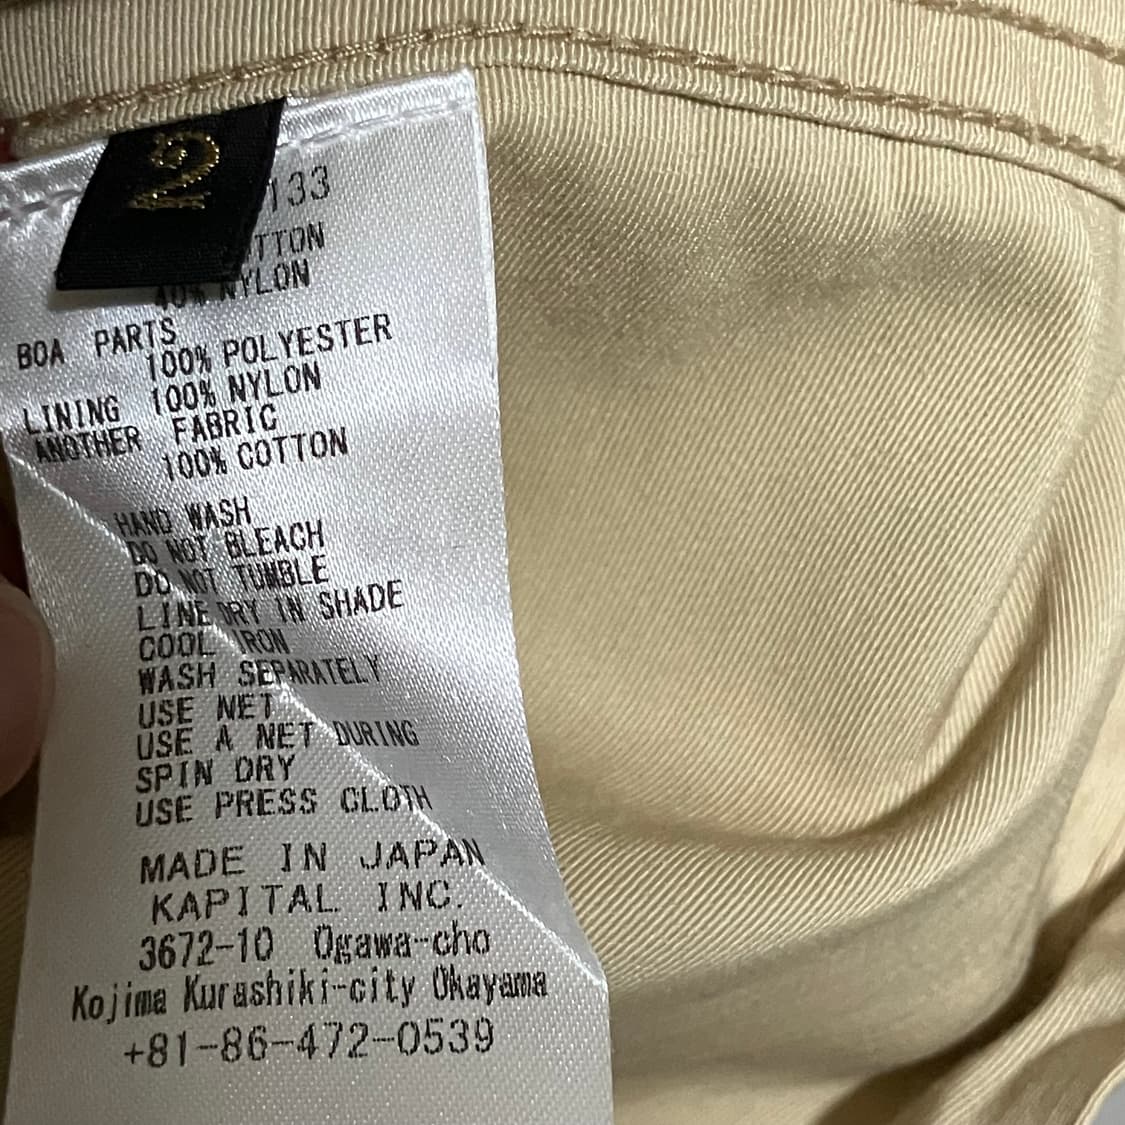 2
133
TTON
40% NYLON
BOA PARTS
100% POLYESTER
LINING 100% NYLON
ANOTHER FABRIC
100% COTTON
HAND WASH
DO NOT BLEACH
DO NOT TUMBLE
LINE DRY IN SHADE
COOL IRON
WASH SEPARATELY
USE NET
USE A NET DURING
SPIN DRY
USE PRESS CLOTH
MADE IN JAPAN
KAPITAL INC.
3672-10 Ogawa-cho
Kojima Kurashiki-city Okayama
+81-86-472-0539